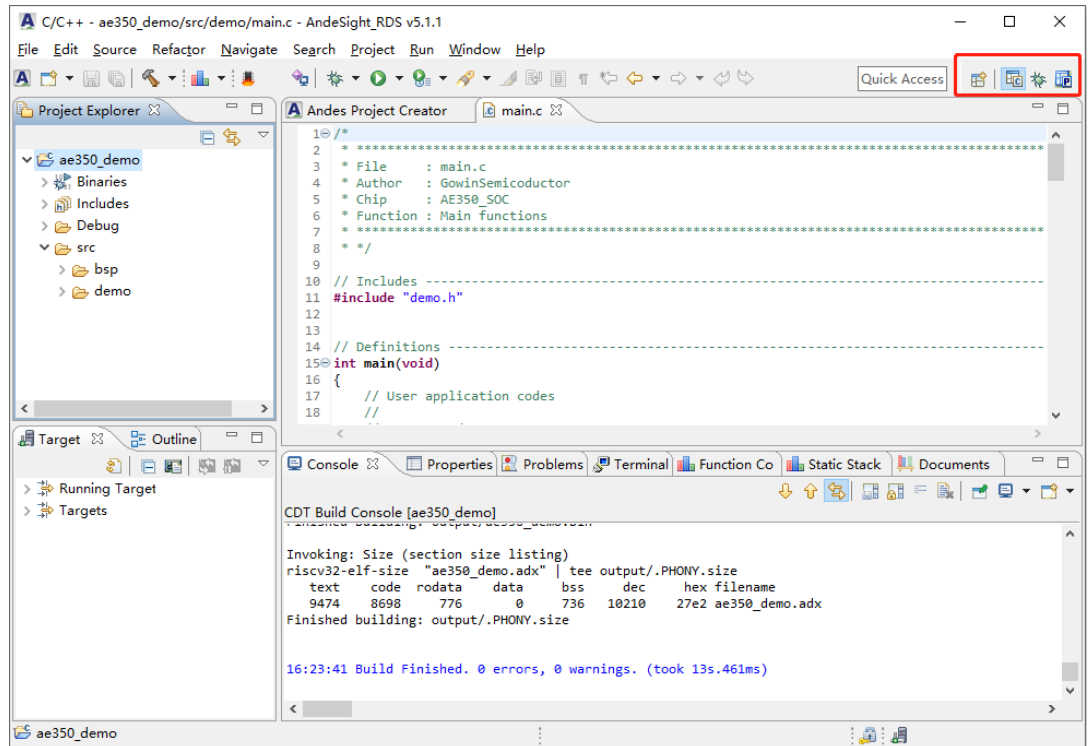 C/C++ - ae350_demo/src/demo/main.c - AndeSight_RDS v5.1.1
File Edit Source Refactor Navigate Search Project Run Window Help
Quick Access
Project Explorer
ae350_demo
Binaries
Includes
Debug
src
bsp
demo
Andes Project Creator
main.c
1 /*
2 * *******************************************************************************************
3 * File     : main.c
4 * Author   : GowinSemicoductor
5 * Chip     : AE350_SOC
6 * Function : Main functions
7 * *******************************************************************************************
8 * */
9
10 // Includes ---------------------------------------------------------------------------------
11 #include "demo.h"
12
13
14 // Definitions ------------------------------------------------------------------------------
15 int main(void)
16 {
17     // User application codes
18     //
Target
Outline
Running Target
Targets
Console
Properties
Problems
Terminal
Function Co
Static Stack
Documents
CDT Build Console [ae350_demo]
Finished building: output/ae350_demo.bin
Invoking: Size (section size listing)
riscv32-elf-size  "ae350_demo.adx" | tee output/.PHONY.size
text    code  rodata    data     bss     dec     hex filename
9474    8698     776       0     736   10210    27e2 ae350_demo.adx
Finished building: output/.PHONY.size
16:23:41 Build Finished. 0 errors, 0 warnings. (took 13s.461ms)
ae350_demo